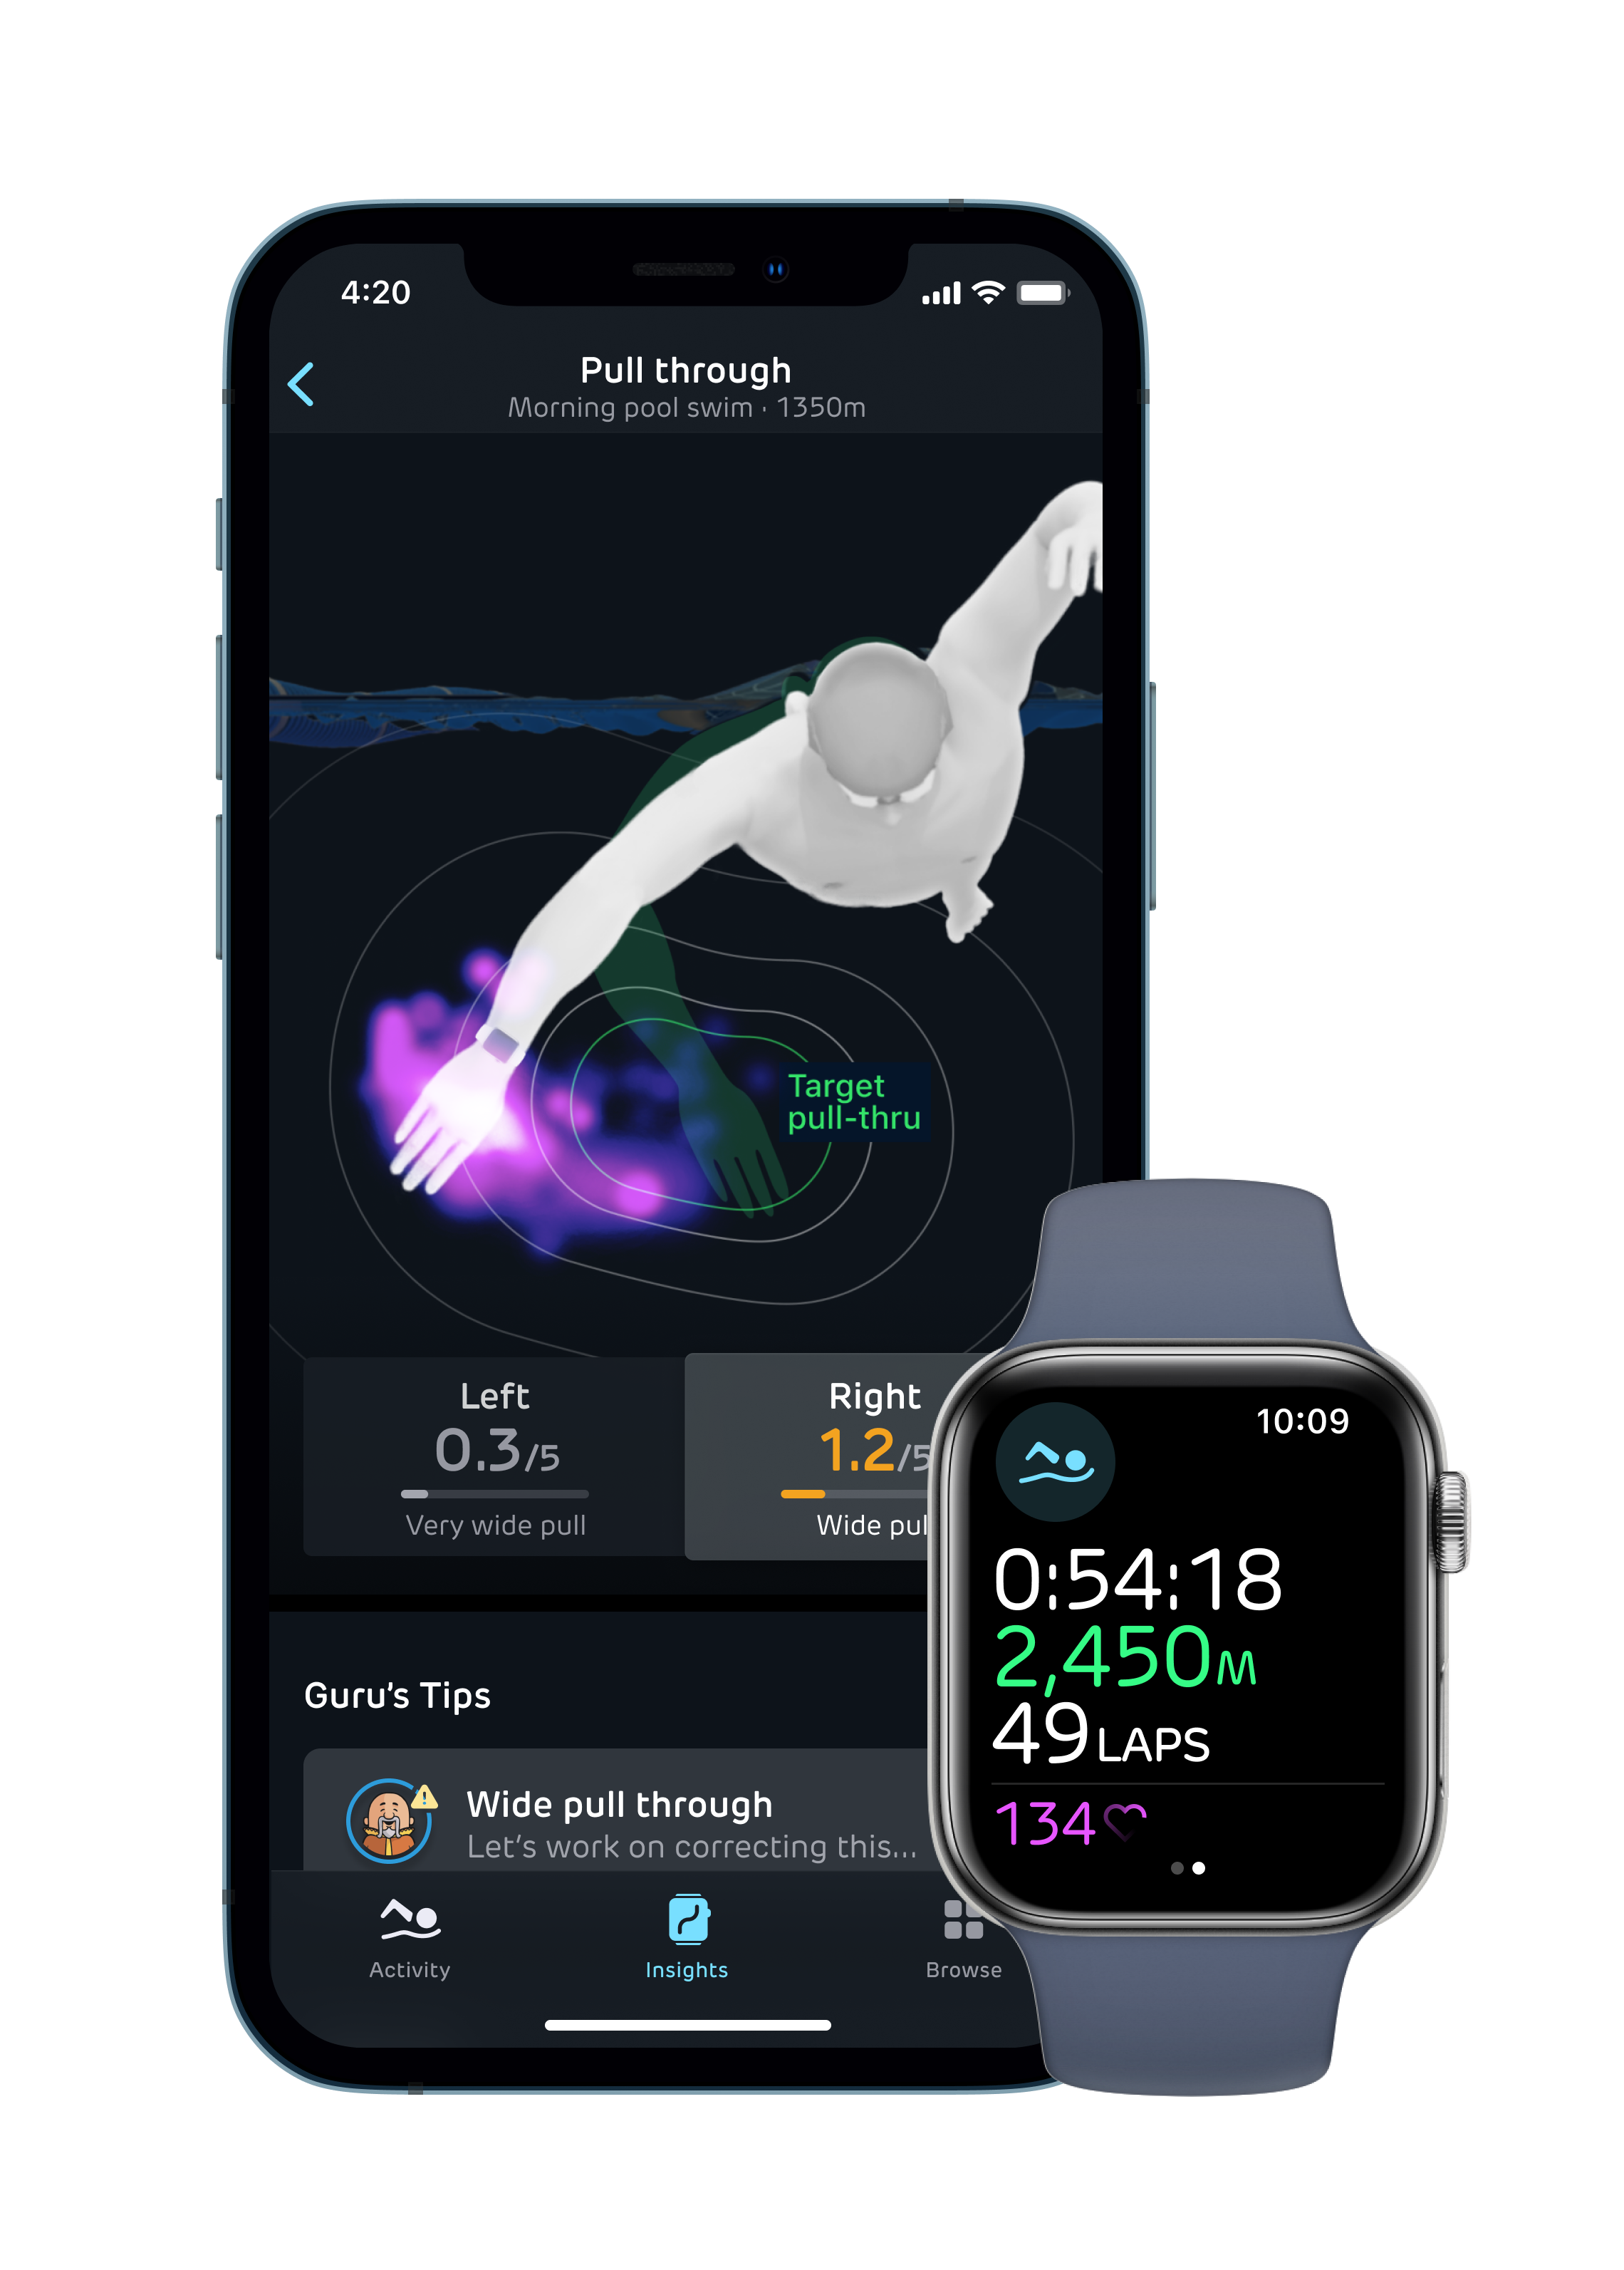 4:20
Pull through
Morning pool swim · 1350m
Target
pull-thru
Left
0.3/5
Very wide pull
Right
1.2/5
Wide pul
Guru's Tips
Wide pull through
Let's work on correcting this...
Activity
Insights
Browse
10:09
0:54:18
2,450M
49 LAPS
134